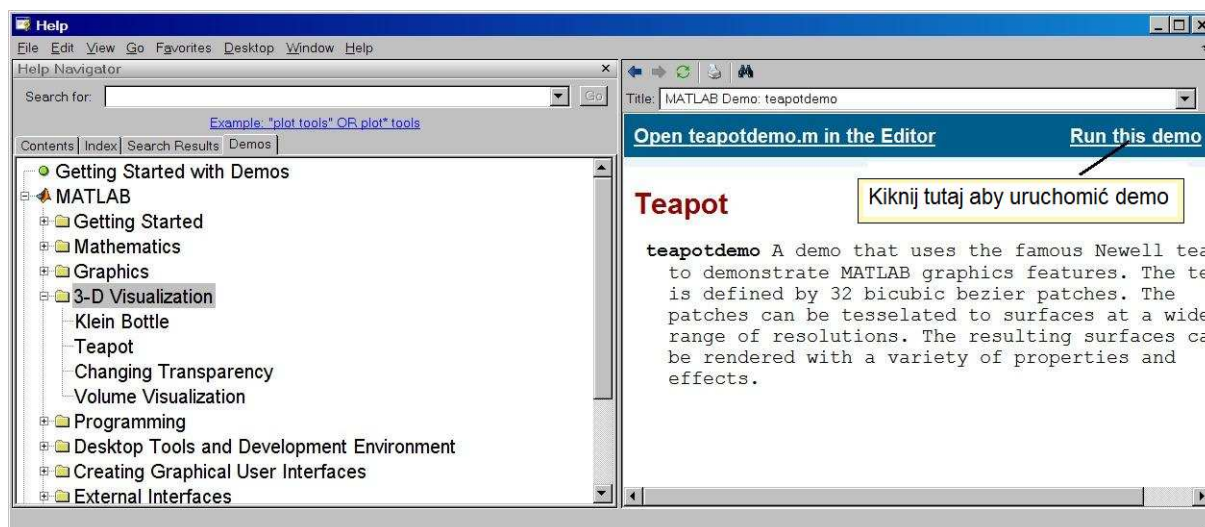 Help
File Edit View Go Favorites Desktop Window Help
Help Navigator
Search for: Go
Example: "plot tools" OR plot* tools
Contents Index Search Results Demos
Getting Started with Demos
MATLAB
Getting Started
Mathematics
Graphics
3-D Visualization
Klein Bottle
Teapot
Changing Transparency
Volume Visualization
Programming
Desktop Tools and Development Environment
Creating Graphical User Interfaces
External Interfaces
Title: MATLAB Demo: teapotdemo
Open teapotdemo.m in the Editor Run this demo
Kiknij tutaj aby uruchomić demo
Teapot
teapotdemo A demo that uses the famous Newell tea
to demonstrate MATLAB graphics features. The te
is defined by 32 bicubic bezier patches. The
patches can be tesselated to surfaces at a wide
range of resolutions. The resulting surfaces ca
be rendered with a variety of properties and
effects.